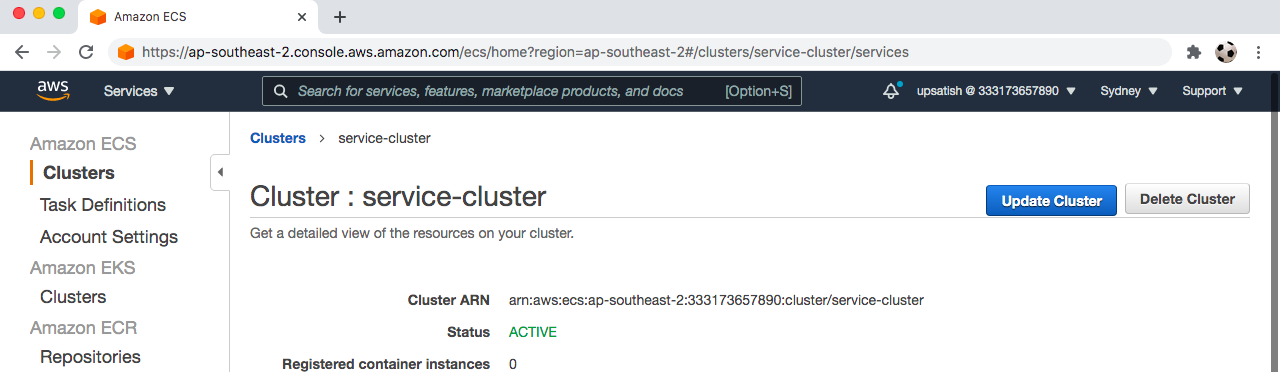 Amazon ECS
https://ap-southeast-2.console.aws.amazon.com/ecs/home?region=ap-southeast-2#/clusters/service-cluster/services
aws Services Search for services, features, marketplace products, and docs [Option+S] upsatish @ 333173657890 Sydney Support
Amazon ECS
Clusters
Task Definitions
Account Settings
Amazon EKS
Clusters
Amazon ECR
Repositories
Clusters > service-cluster
Cluster : service-cluster
Update Cluster Delete Cluster
Get a detailed view of the resources on your cluster.
Cluster ARN arn:aws:ecs:ap-southeast-2:333173657890:cluster/service-cluster
Status ACTIVE
Registered container instances 0